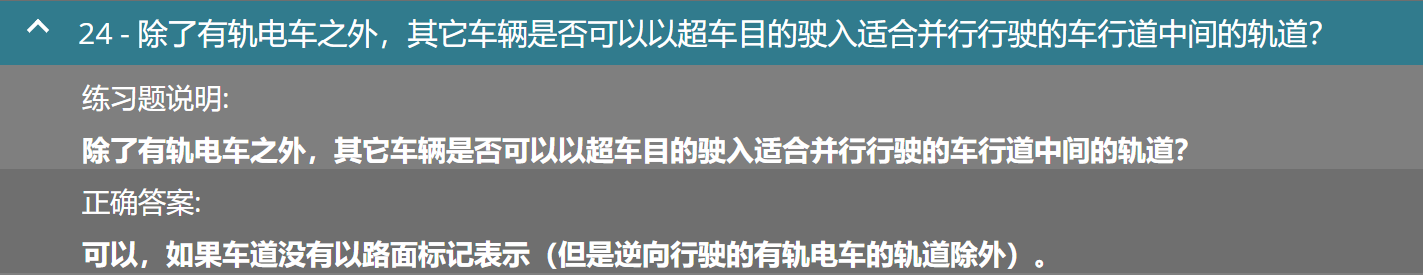 24 - 除了有轨电车之外，其它车辆是否可以以超车目的驶入适合并行行驶的车行道中间的轨道？
练习题说明:
除了有轨电车之外，其它车辆是否可以以超车目的驶入适合并行行驶的车行道中间的轨道？
正确答案:
可以，如果车道没有以路面标记表示（但是逆向行驶的有轨电车的轨道除外）。